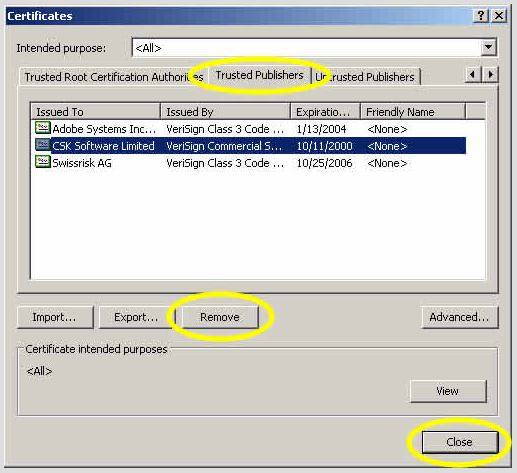 Certificates
Intended purpose: <All>
Trusted Root Certification Authorities Trusted Publishers Untrusted Publishers
Issued To Issued By Expiratio... Friendly Name
Adobe Systems Inc... VeriSign Class 3 Code ... 1/13/2004 <None>
CSK Software Limited VeriSign Commercial S... 10/11/2000 <None>
Swissrisk AG VeriSign Class 3 Code ... 10/25/2006 <None>
Import... Export... Remove Advanced...
Certificate intended purposes
<All>
View
Close